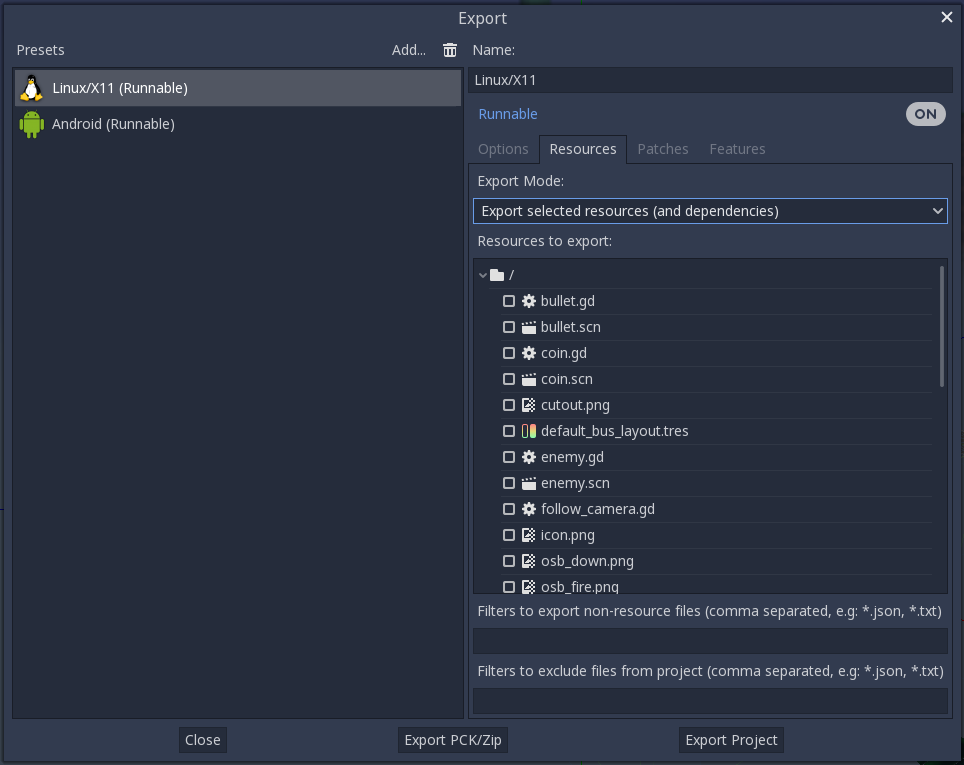 Export
Presets
Add...
Linux/X11 (Runnable)
Android (Runnable)
Name:
Linux/X11
Runnable
ON
Options Resources Patches Features
Export Mode:
Export selected resources (and dependencies)
Resources to export:
/
bullet.gd
bullet.scn
coin.gd
coin.scn
cutout.png
default_bus_layout.tres
enemy.gd
enemy.scn
follow_camera.gd
icon.png
osb_down.png
osb_fire.png
Filters to export non-resource files (comma separated, e.g: *.json, *.txt)
Filters to exclude files from project (comma separated, e.g: *.json, *.txt)
Close Export PCK/Zip Export Project